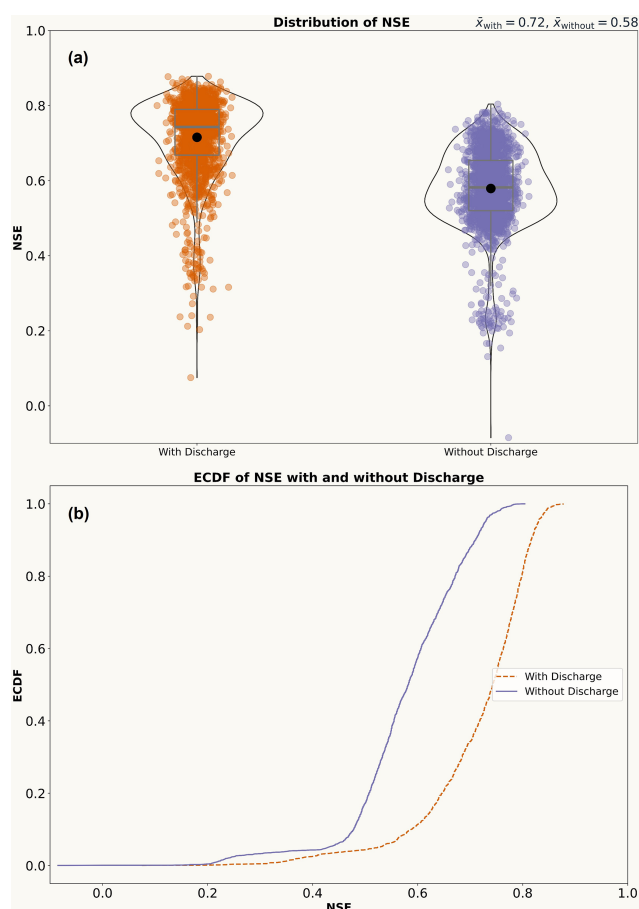 Distribution of NSE
x̄with = 0.72, x̄without = 0.58
1.0
(a)
0.8
0.6
NSE
0.4
0.2
0.0
With Discharge
Without Discharge
ECDF of NSE with and without Discharge
1.0
(b)
0.8
0.6
ECDF
With Discharge
Without Discharge
0.4
0.2
0.0
0.0
0.2
0.4
0.6
0.8
1.0
NSE